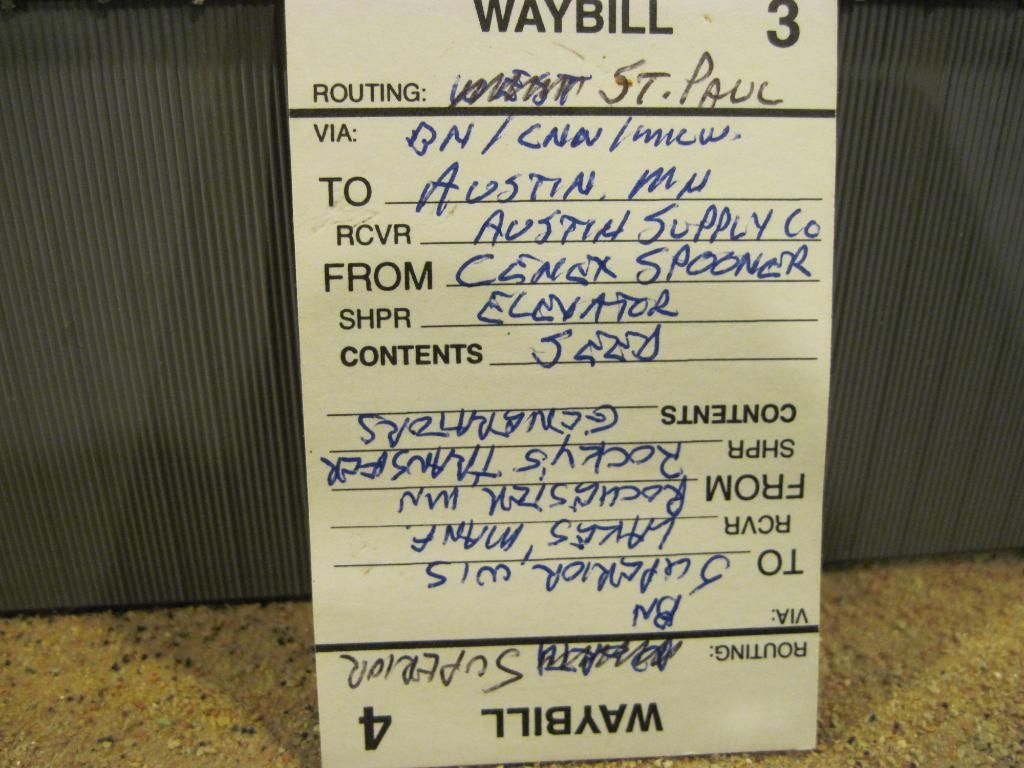 WAYBILL 3
ROUTING: ST. PAUL
VIA: BN / CNW / MILW.
TO AUSTIN, MN
RCVR AUSTIN SUPPLY CO
FROM CENEX SPOONER
SHPR ELEVATOR
CONTENTS SEED
WAYBILL 4
ROUTING: SUPERIOR
VIA: BN
TO SUPERIOR, WIS
RCVR LAKES MANF.
FROM ROCHESTER MN
SHPR ROCKY'S TRANSFER
CONTENTS GENERATORS